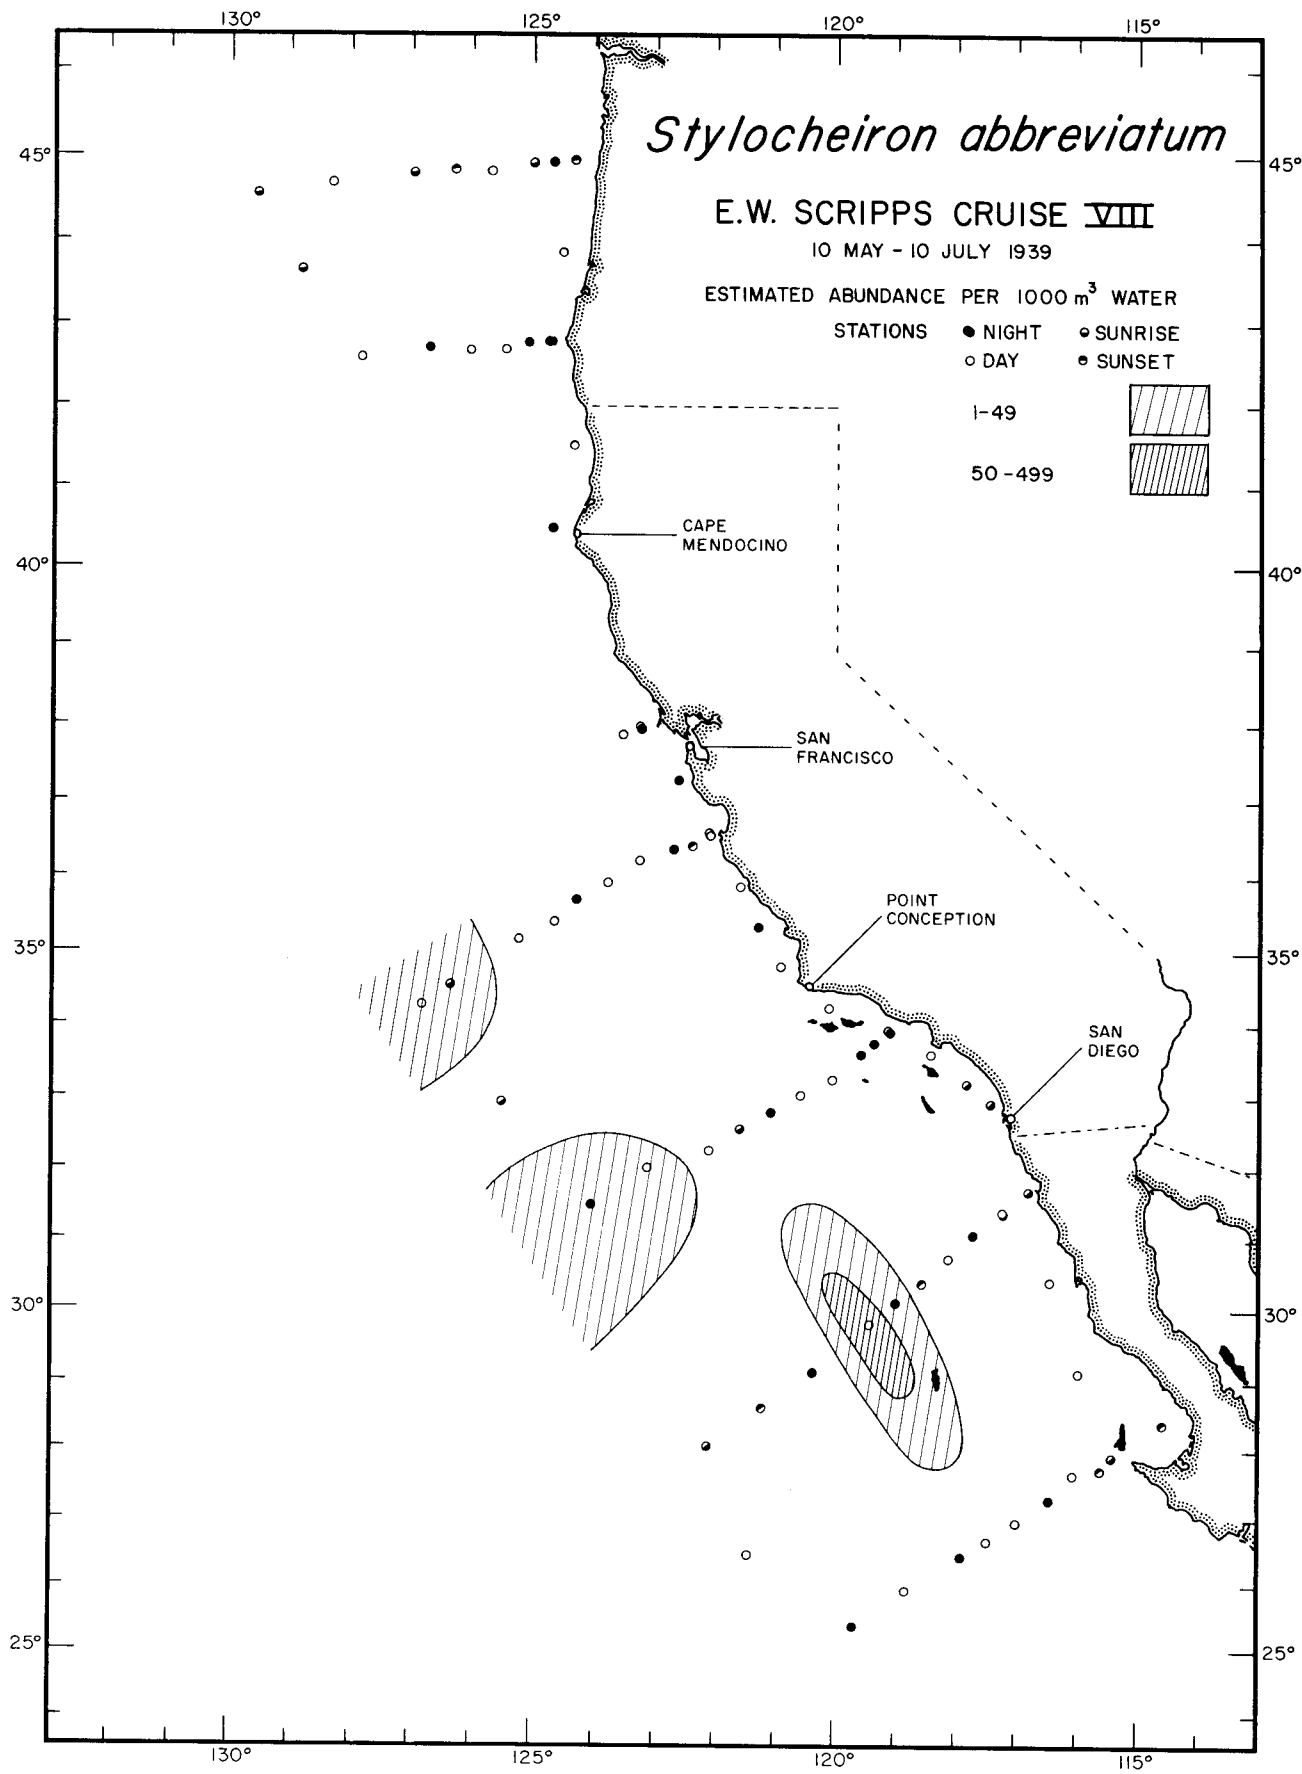 130° 125° 120° 115°
Stylocheiron abbreviatum
45° 45°
E.W. SCRIPPS CRUISE VIII
10 MAY – 10 JULY 1939
ESTIMATED ABUNDANCE PER 1000 m³ WATER
STATIONS NIGHT SUNRISE
DAY SUNSET
1-49
50-499
CAPE
MENDOCINO
40° 40°
SAN
FRANCISCO
POINT
CONCEPTION
35° 35°
SAN
DIEGO
30° 30°
25° 25°
130° 125° 120° 115°